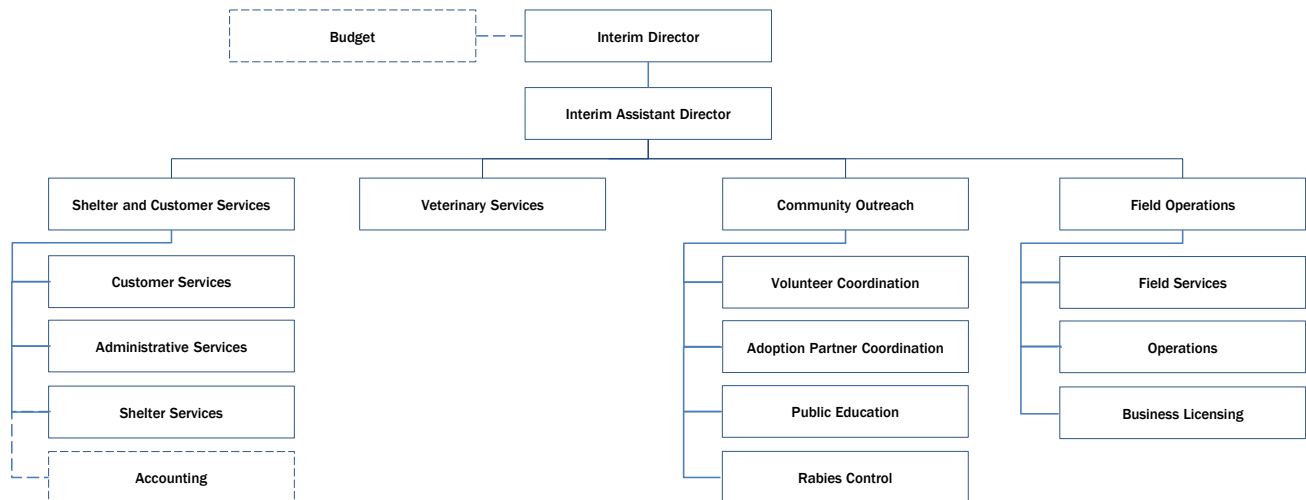 Budget
Interim Director
Interim Assistant Director
Shelter and Customer Services
Veterinary Services
Community Outreach
Field Operations
Customer Services
Administrative Services
Shelter Services
Accounting
Volunteer Coordination
Adoption Partner Coordination
Public Education
Rabies Control
Field Services
Operations
Business Licensing